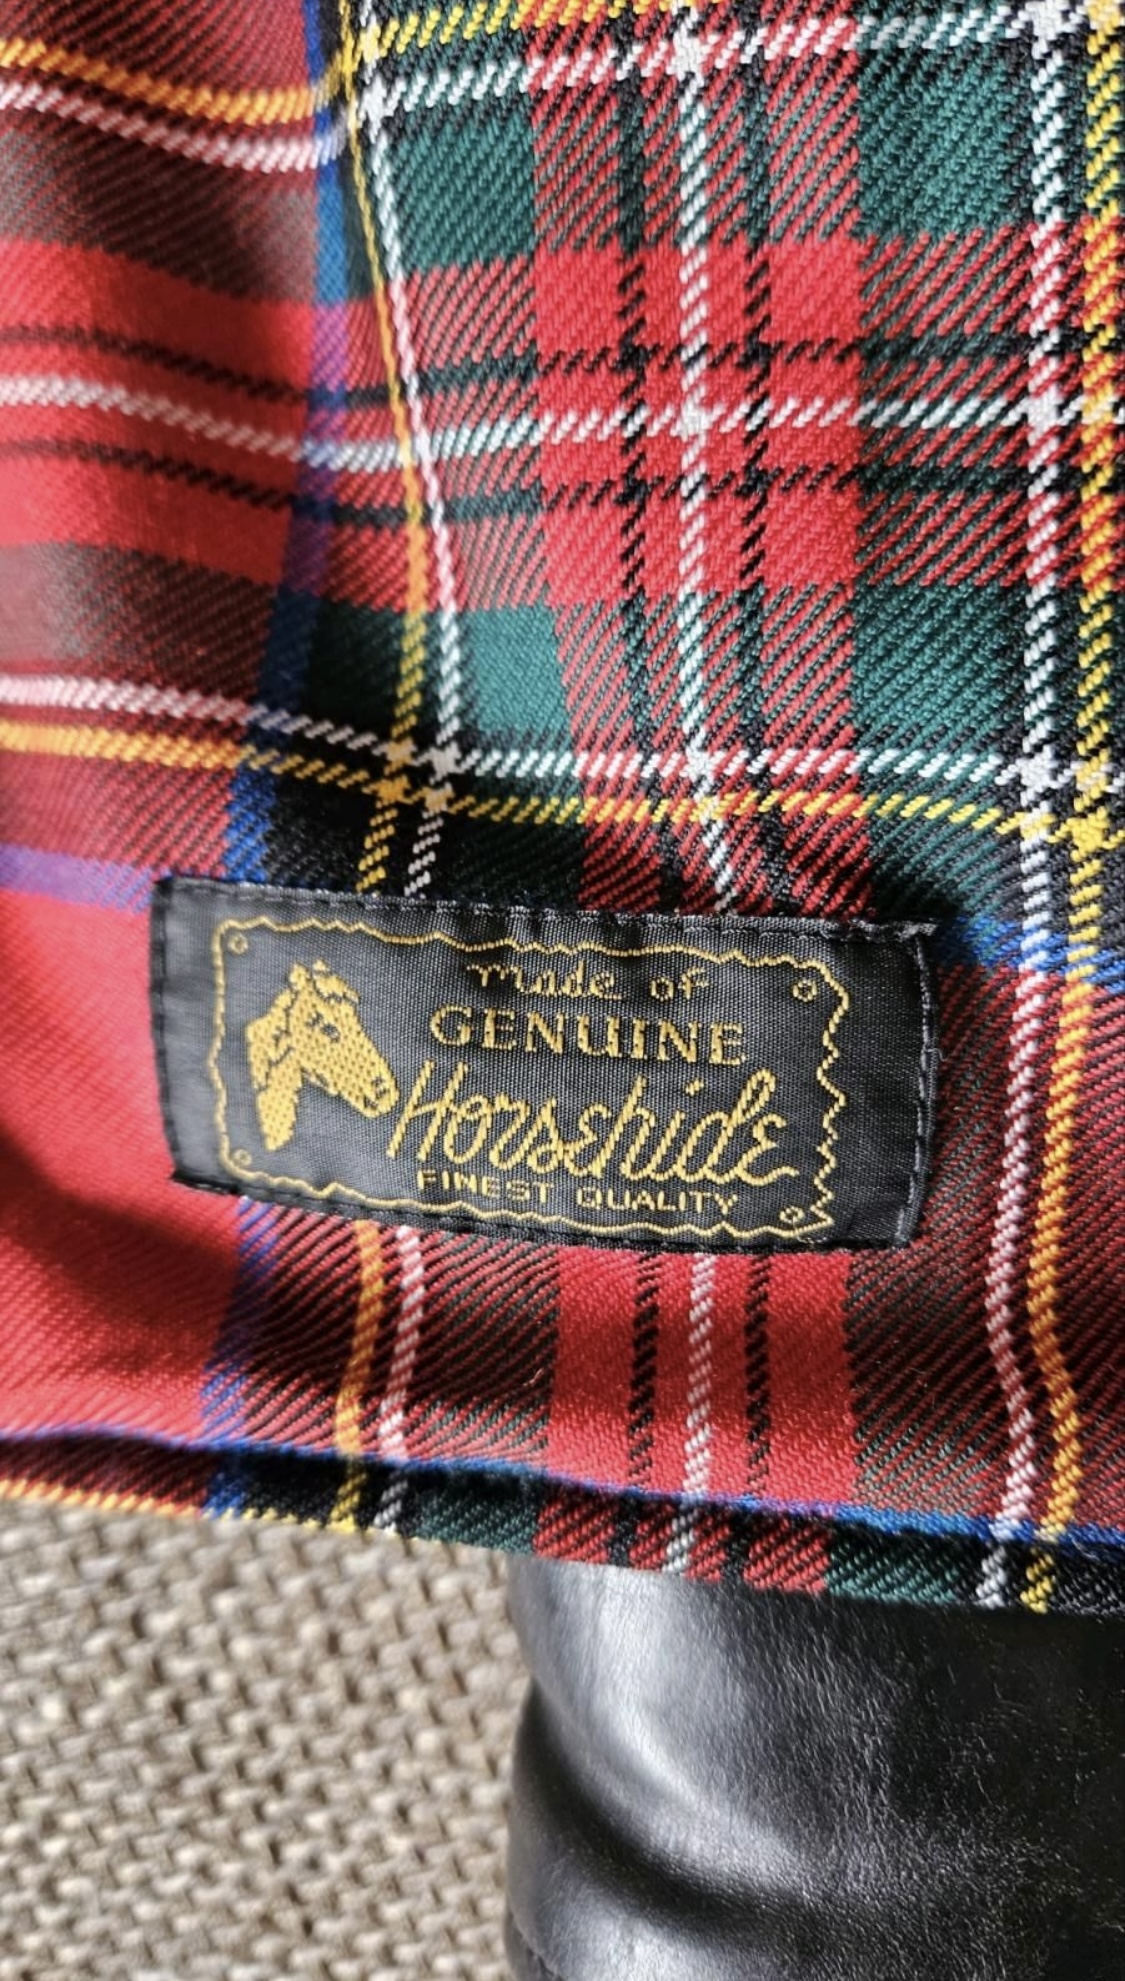 made of
GENUINE
Horsehide
FINEST QUALITY